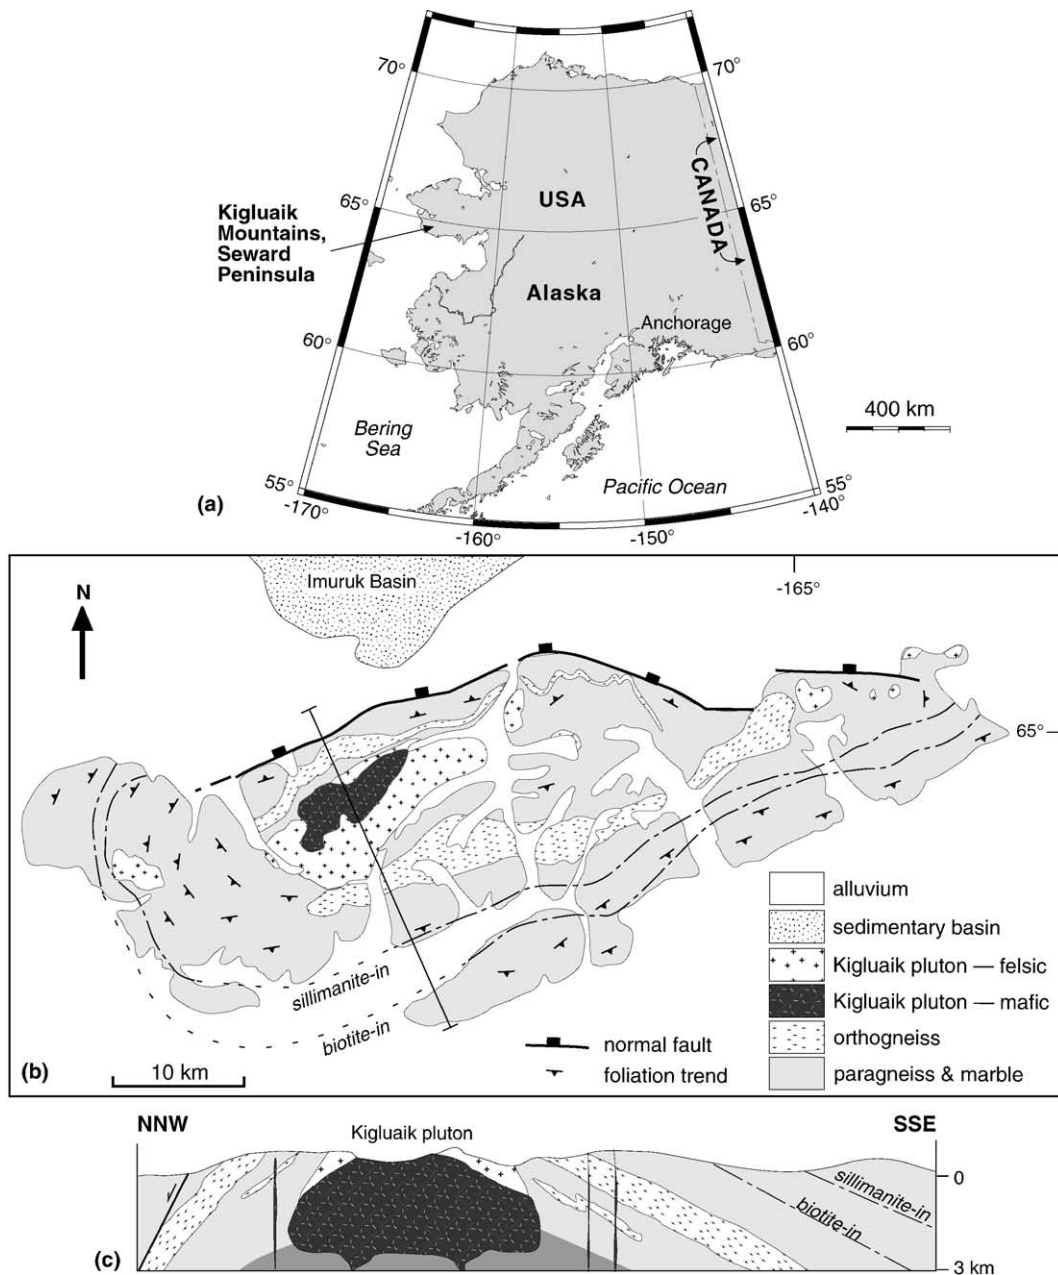 70°
70°
65°
65°
Kigluaik
Mountains,
Seward
Peninsula
USA
CANADA
Alaska
Anchorage
60°
60°
400 km
Bering
Sea
Pacific Ocean
55°
55°
-170°
-160°
-150°
-140°
(a)
N
Imuruk Basin
-165°
65°
sillimanite-in
biotite-in
alluvium
sedimentary basin
Kigluaik pluton — felsic
Kigluaik pluton — mafic
orthogneiss
paragneiss & marble
normal fault
foliation trend
(b)
10 km
NNW
SSE
Kigluaik pluton
0
sillimanite-in
biotite-in
3 km
(c)